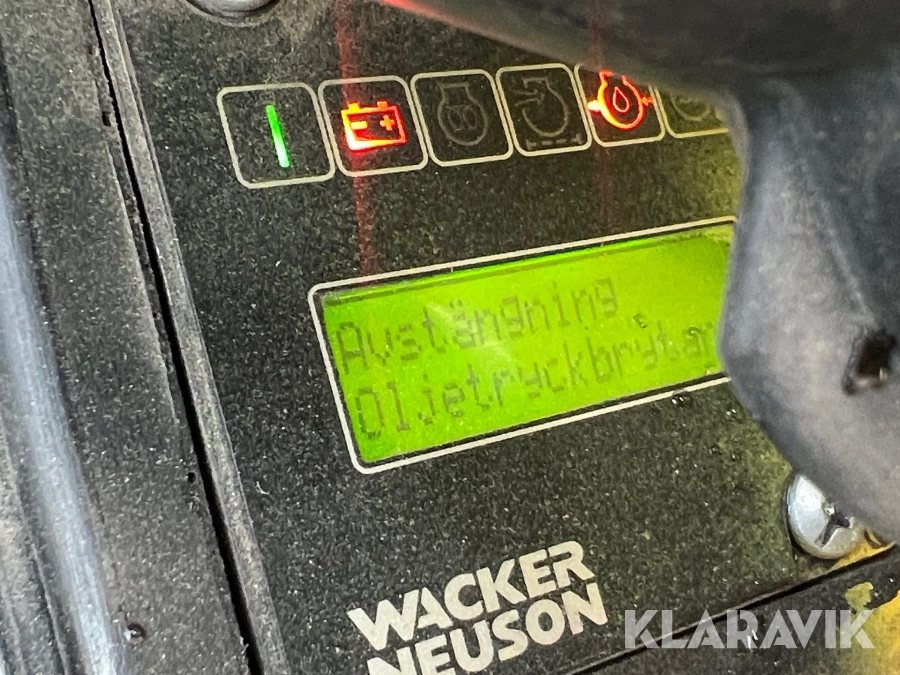 Avstängning
Oljetryckbrytar
WACKER
NEUSON
KLARAVIK